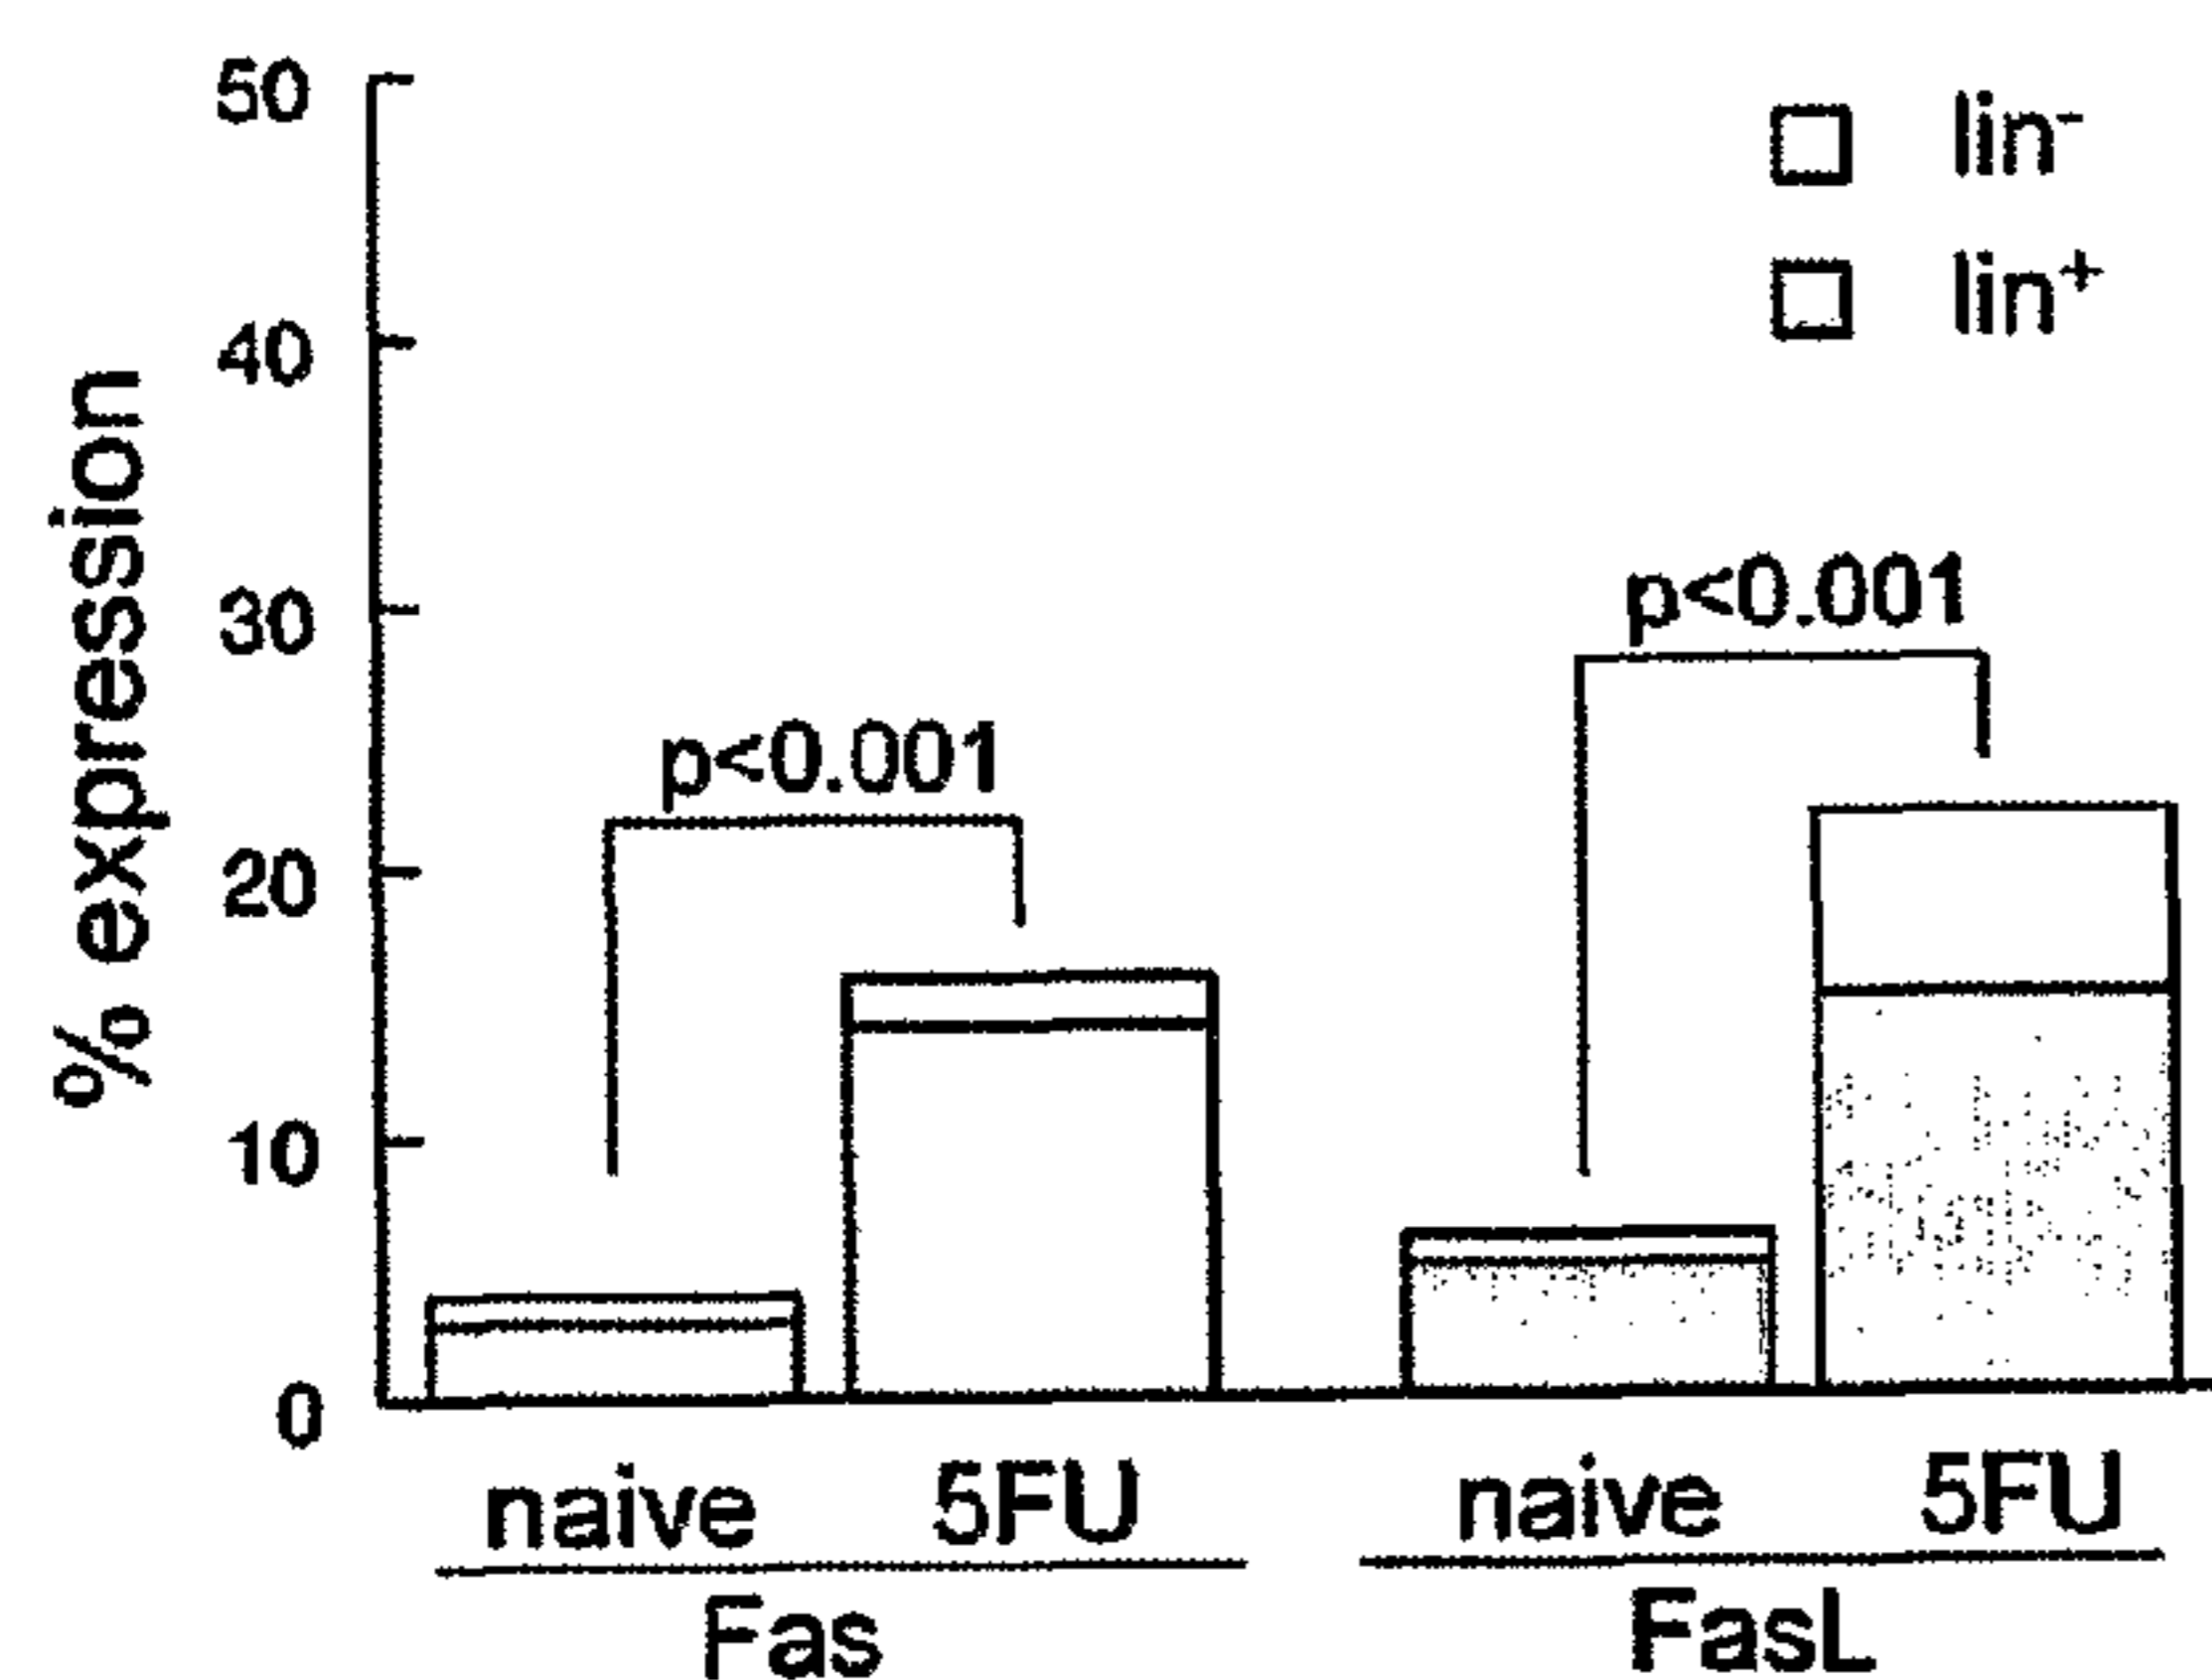 % expression
50
40
30
20
10
0
lin⁻
lin⁺
p<0.001
p<0.001
naive 5FU
Fas
naive 5FU
FasL